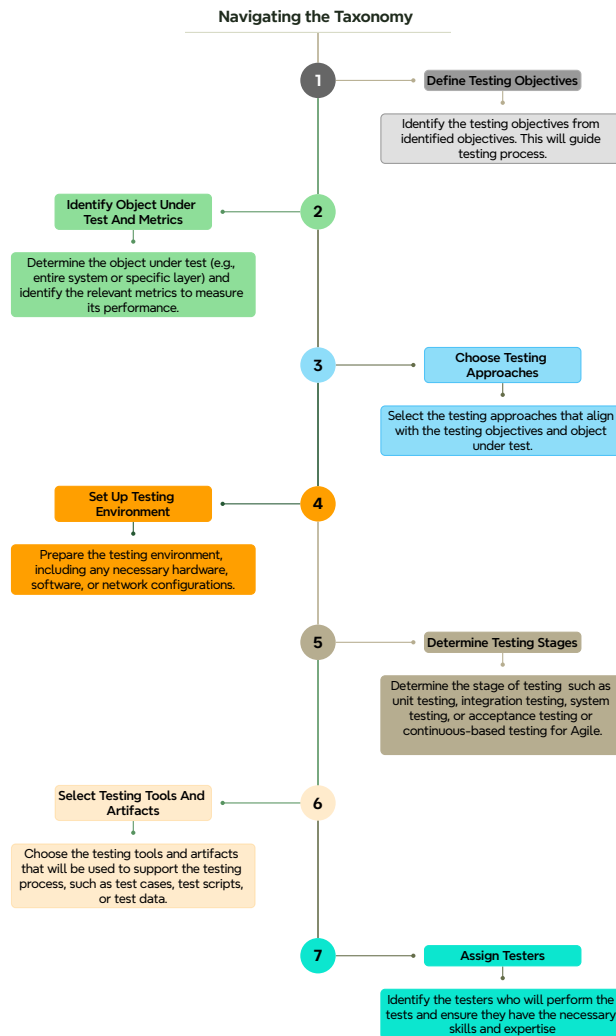 Navigating the Taxonomy
1
Define Testing Objectives
Identify the testing objectives from
identified objectives. This will guide
testing process.
Identify Object Under
Test And Metrics
2
Determine the object under test (e.g.,
entire system or specific layer) and
identify the relevant metrics to measure
its performance.
3
Choose Testing
Approaches
Select the testing approaches that align
with the testing objectives and object
under test.
Set Up Testing
Environment
4
Prepare the testing environment,
including any necessary hardware,
software, or network configurations.
5
Determine Testing Stages
Determine the stage of testing such as
unit testing, integration testing, system
testing, or acceptance testing or
continuous-based testing for Agile.
Select Testing Tools And
Artifacts
6
Choose the testing tools and artifacts
that will be used to support the testing
process, such as test cases, test scripts,
or test data.
7
Assign Testers
Identify the testers who will perform the
tests and ensure they have the necessary
skills and expertise